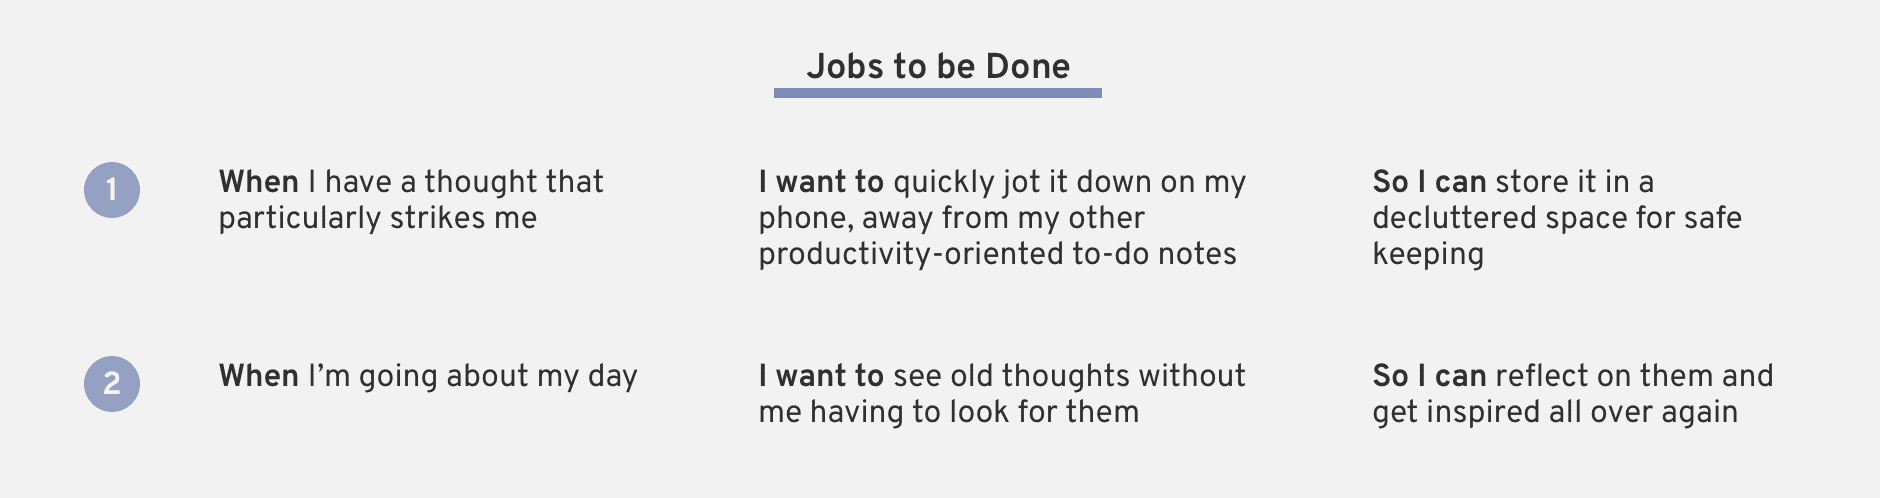 Jobs to be Done
1
When I have a thought that
particularly strikes me
I want to quickly jot it down on my
phone, away from my other
productivity-oriented to-do notes
So I can store it in a
decluttered space for safe
keeping
2
When I’m going about my day
I want to see old thoughts without
me having to look for them
So I can reflect on them and
get inspired all over again